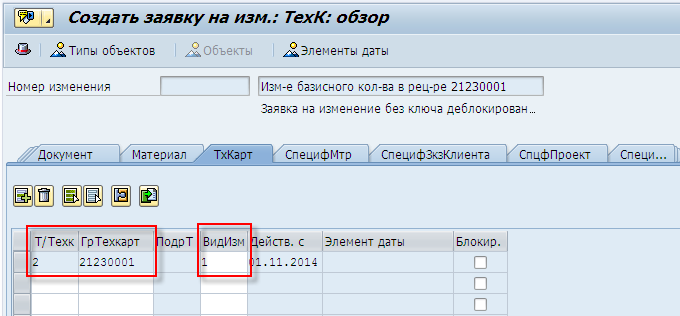 Создать заявку на изм.: ТехК: обзор
Типы объектов Объекты Элементы даты
Номер изменения Изм-е базисного кол-ва в рец-ре 21230001
Заявка на изменение без ключа деблокирован...
Документ Материал ТхКарт СпецифМтр СпецифЗкзКлиента СпцфПроект Специ...
Т/Техк ГрТехкарт ПодрТ ВидИзм Действ. с Элемент даты Блокир.
2 21230001 1 01.11.2014